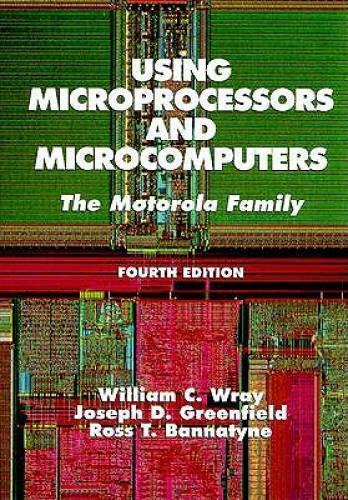 USING
MICROPROCESSORS
AND
MICROCOMPUTERS
The Motorola Family
FOURTH EDITION
William C. Wray
Joseph D. Greenfield
Ross T. Bannatyne